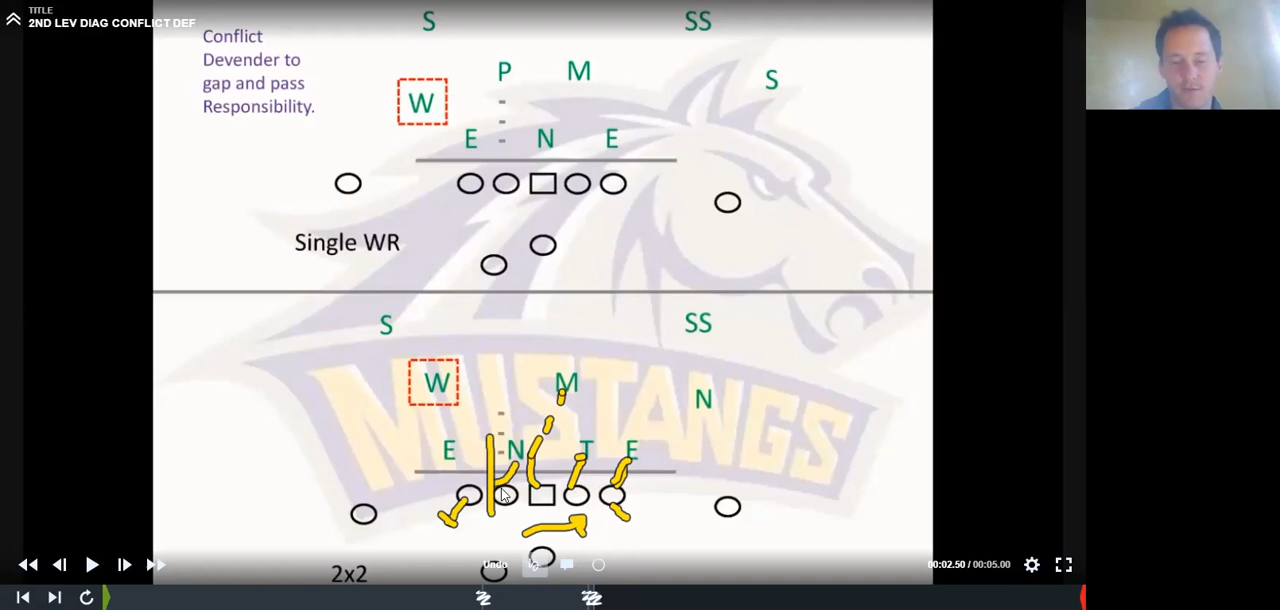 TITLE
2ND LEV DIAG CONFLICT DEF
S
SS
Conflict
Devender to
gap and pass
Responsibility.
P
M
S
W
E
N
E
Single WR
S
SS
W
M
N
MUSTANGS
E
N
T
E
Undo
00:02.50 / 00:05.00
2x2